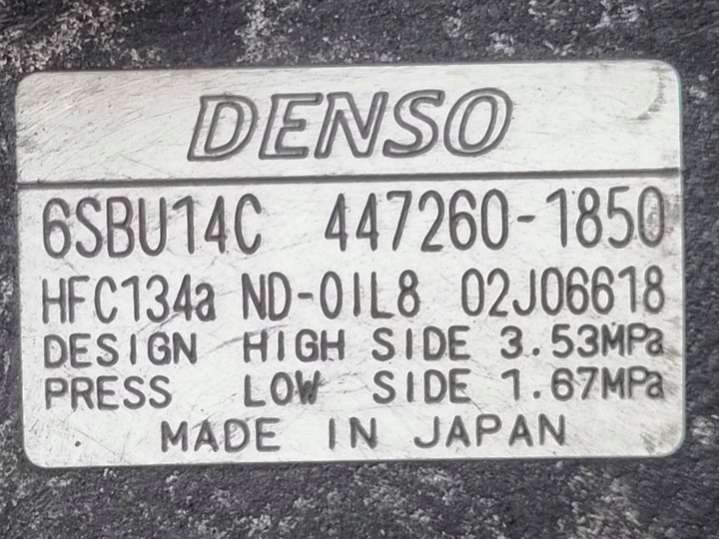 DENSO
6SBU14C 447260-1850
HFC134a ND-OIL8 02J06618
DESIGN HIGH SIDE 3.53MPa
PRESS LOW SIDE 1.67MPa
MADE IN JAPAN